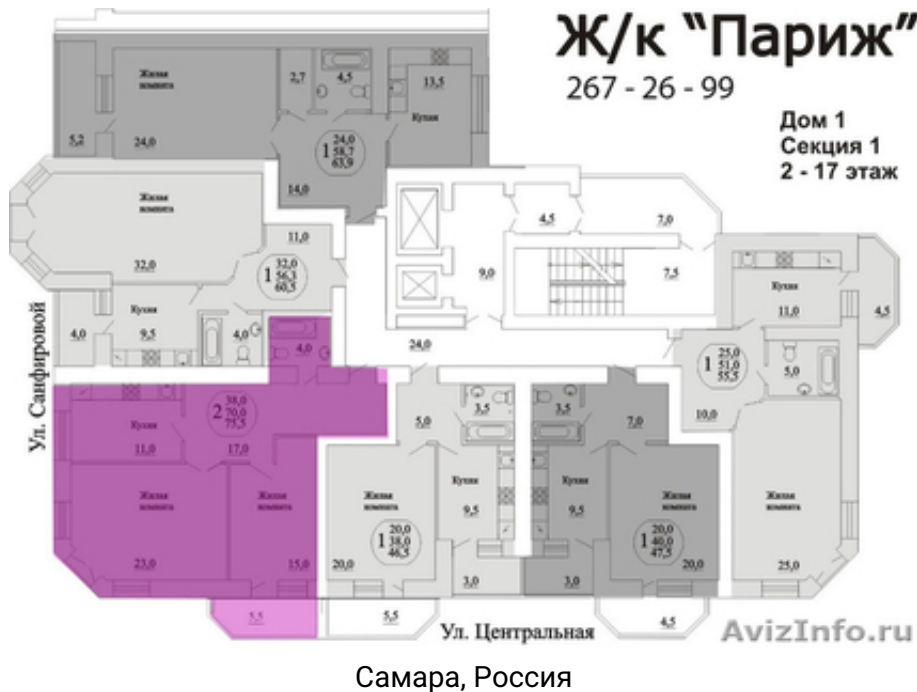 Ж/к “Париж”
267 - 26 - 99
Дом 1
Секция 1
2 - 17 этаж
Жилая
комната
24,0
5,2
2,7
4,5
13,5
Кухня
1
24,0
58,7
63,9
14,0
Жилая
комната
32,0
11,0
1
32,0
56,3
60,5
Кухня
9,5
4,0
4,0
4,5
7,0
9,0
7,5
24,0
Кухня
11,0
4,5
1
25,0
51,0
55,5
5,0
10,0
Жилая
комната
25,0
4,0
2
38,0
70,0
75,5
Кухня
11,0
17,0
Жилая
комната
23,0
Жилая
комната
15,0
5,5
5,0
3,5
Жилая
комната
Кухня
9,5
1
20,0
38,0
46,5
20,0
3,0
5,5
3,5
7,0
Кухня
9,5
Жилая
комната
1
20,0
40,0
47,5
20,0
3,0
4,5
Ул. Санфировой
Ул. Центральная
AvizInfo.ru
Самара, Россия